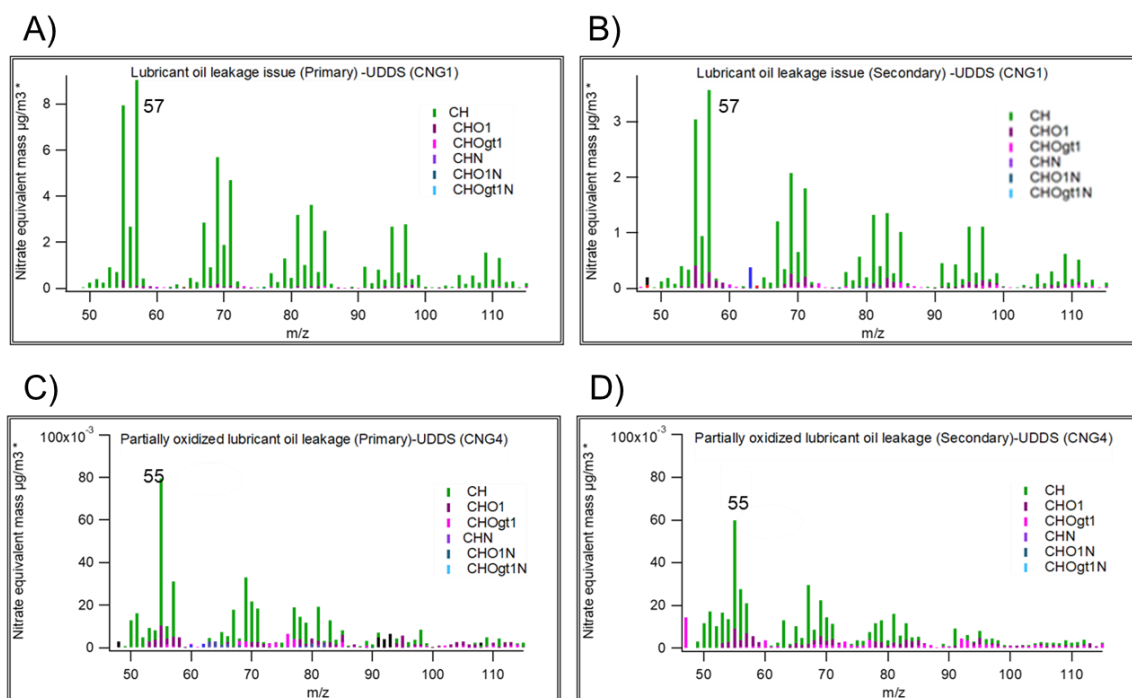 A)
Lubricant oil leakage issue (Primary) -UDDS (CNG1)
Nitrate equivalent mass µg/m3 *
8
6
4
2
0
57
CH
CHO1
CHOgt1
CHN
CHO1N
CHOgt1N
50 60 70 80 90 100 110
m/z
B)
Lubricant oil leakage issue (Secondary) -UDDS (CNG1)
Nitrate equivalent mass µg/m3 *
3
2
1
0
57
CH
CHO1
CHOgt1
CHN
CHO1N
CHOgt1N
50 60 70 80 90 100 110
m/z
C)
Partially oxidized lubricant oil leakage (Primary)-UDDS (CNG4)
Nitrate equivalent mass µg/m3 *
100x10-3
80
60
40
20
0
55
CH
CHO1
CHOgt1
CHN
CHO1N
CHOgt1N
50 60 70 80 90 100 110
m/z
D)
Partially oxidized lubricant oil leakage (Secondary)-UDDS (CNG4)
Nitrate equivalent mass µg/m3 *
100x10-3
80
60
40
20
0
55
CH
CHO1
CHOgt1
CHN
CHO1N
CHOgt1N
50 60 70 80 90 100 110
m/z